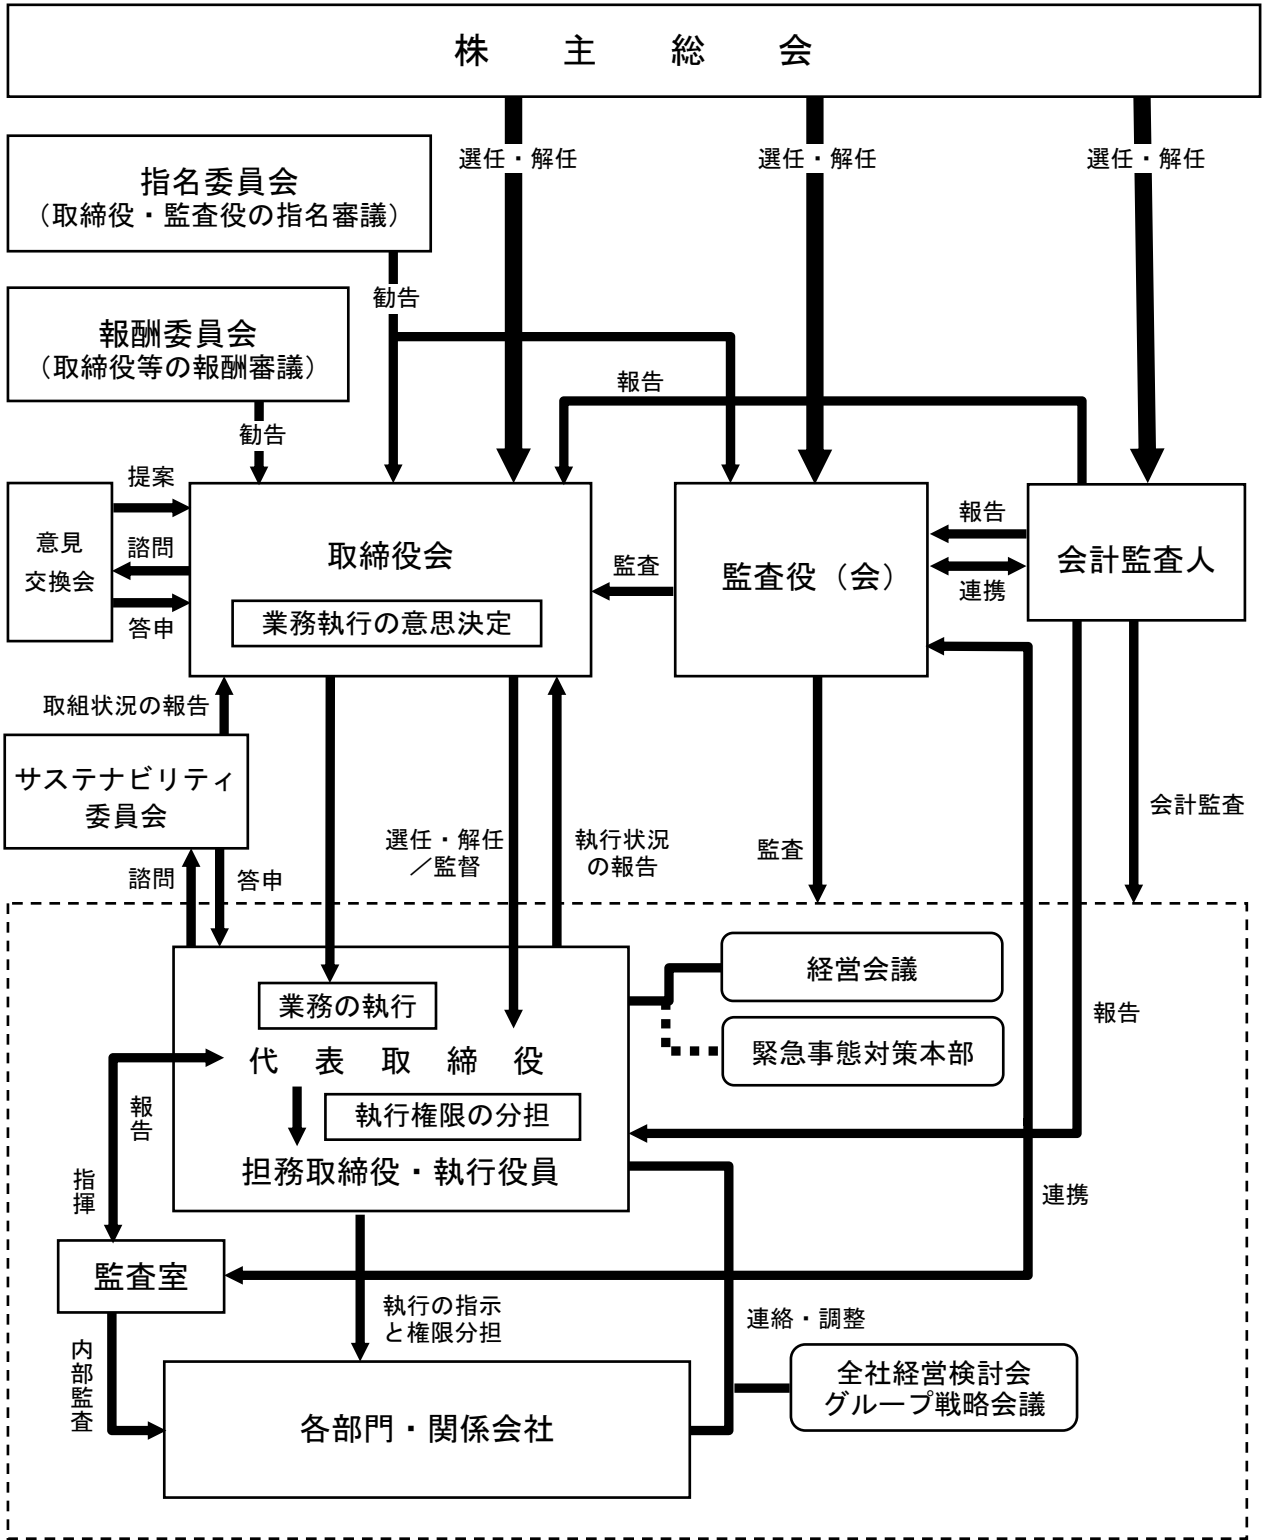 株主総会
選任・解任
選任・解任
選任・解任
指名委員会
（取締役・監査役の指名審議）
勧告
報酬委員会
（取締役等の報酬審議）
勧告
報告
提案
意見
交換会
諮問
答申
取締役会
業務執行の意思決定
監査
監査役（会）
報告
連携
会計監査人
取組状況の報告
サステナビリティ
委員会
諮問
答申
選任・解任
／監督
執行状況
の報告
監査
会計監査
業務の執行
代表取締役
執行権限の分担
担務取締役・執行役員
経営会議
緊急事態対策本部
報告
報告
指揮
連携
監査室
執行の指示
と権限分担
連絡・調整
内部監査
各部門・関係会社
全社経営検討会
グループ戦略会議